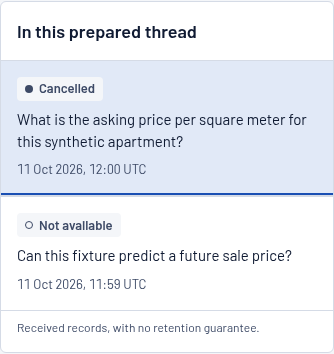 In this prepared thread
Cancelled
What is the asking price per square meter for
this synthetic apartment?
11 Oct 2026, 12:00 UTC
Not available
Can this fixture predict a future sale price?
11 Oct 2026, 11:59 UTC
Received records, with no retention guarantee.